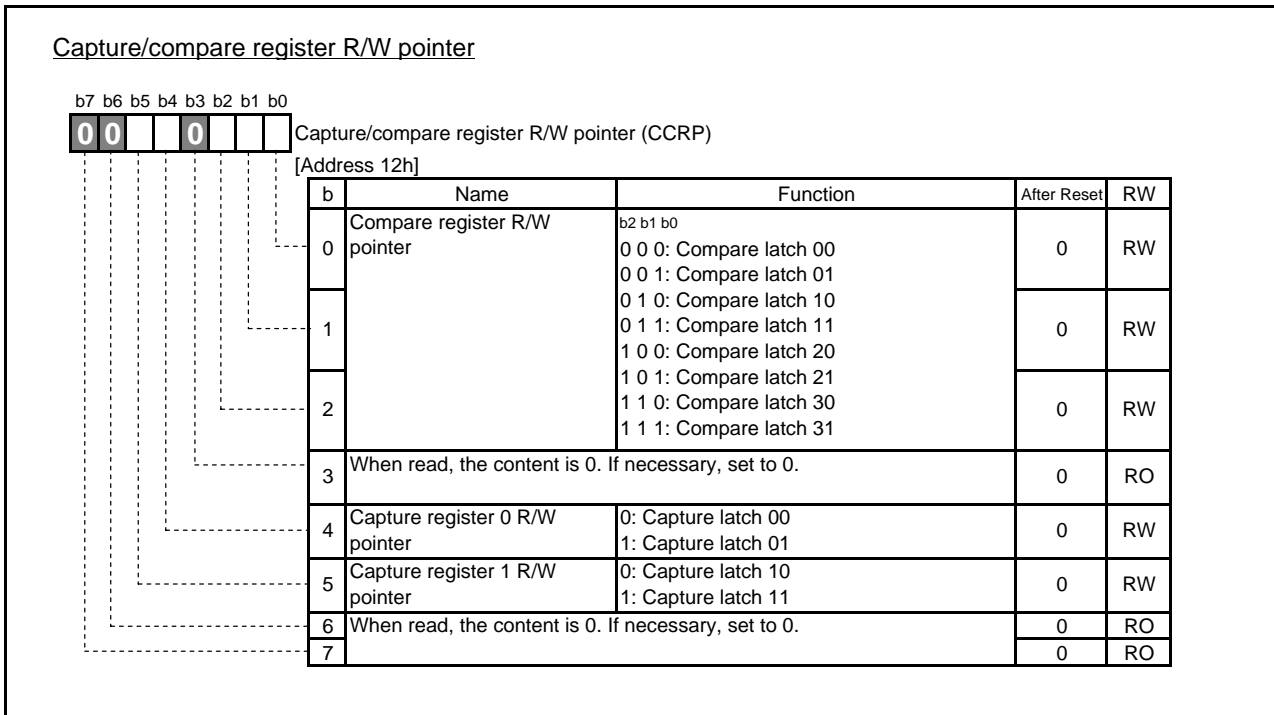 Capture/compare register R/W pointer
b7 b6 b5 b4 b3 b2 b1 b0
0 0 0 Capture/compare register R/W pointer (CCRP)
[Address 12h]
b Name Function After Reset RW
Compare register R/W b2 b1 b0
0 pointer 0 0 0: Compare latch 00 0 RW
0 0 1: Compare latch 01
0 1 0: Compare latch 10
1 0 1 1: Compare latch 11 0 RW
1 0 0: Compare latch 20
1 0 1: Compare latch 21
2 1 1 0: Compare latch 30 0 RW
1 1 1: Compare latch 31
3 When read, the content is 0. If necessary, set to 0. 0 RO
4 Capture register 0 R/W 0: Capture latch 00 0 RW
pointer 1: Capture latch 01
5 Capture register 1 R/W 0: Capture latch 10 0 RW
pointer 1: Capture latch 11
6 When read, the content is 0. If necessary, set to 0. 0 RO
7 0 RO